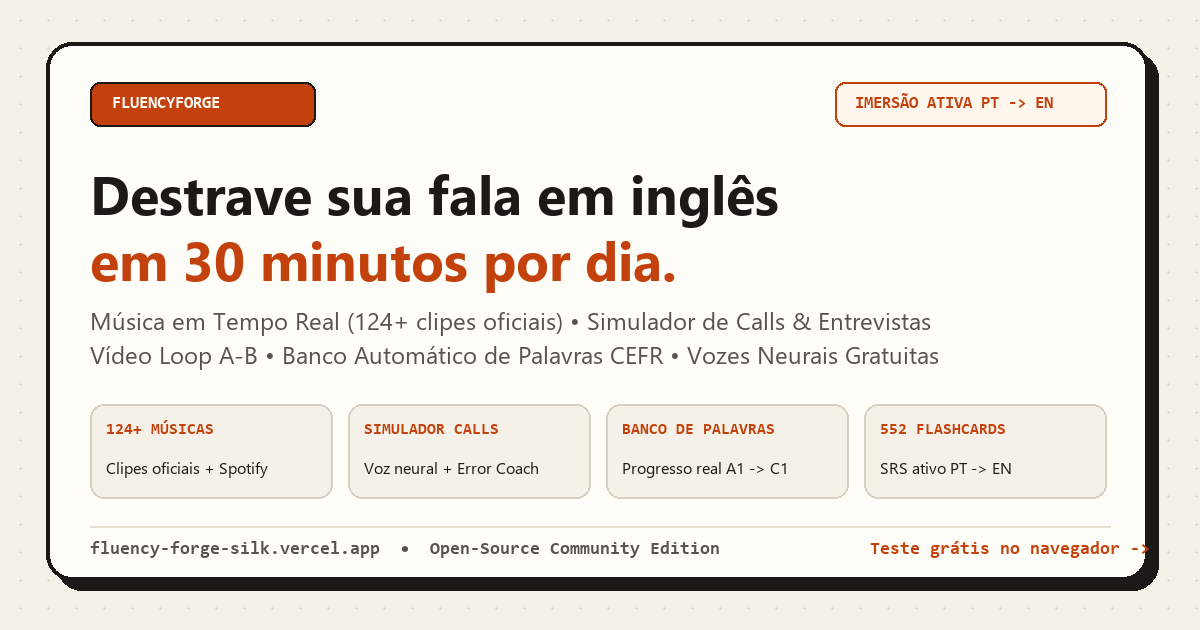 FLUENCYFORGE
IMERSÃO ATIVA PT -> EN
Destrave sua fala em inglês
em 30 minutos por dia.
Música em Tempo Real (124+ clipes oficiais) • Simulador de Calls & Entrevistas
Vídeo Loop A-B • Banco Automático de Palavras CEFR • Vozes Neurais Gratuitas
124+ MÚSICAS
Clipes oficiais + Spotify
SIMULADOR CALLS
Voz neural + Error Coach
BANCO DE PALAVRAS
Progresso real A1 -> C1
552 FLASHCARDS
SRS ativo PT -> EN
fluency-forge-silk.vercel.app • Open-Source Community Edition
Teste grátis no navegador ->